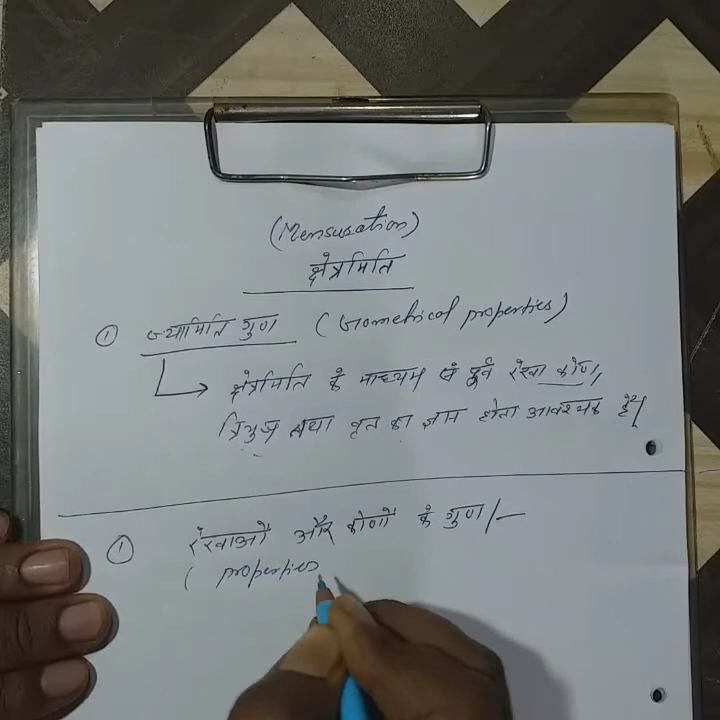 (Mensuration)
क्षेत्रमिति
① ज्यामिति गुण (Geometrical properties)
क्षेत्रमिति के माध्यम से पूर्व रेखा कोण,
त्रिभुज तथा वृत का ज्ञान होना आवश्यक है।
① रेखाओं और कोणों के गुण/-
( properties